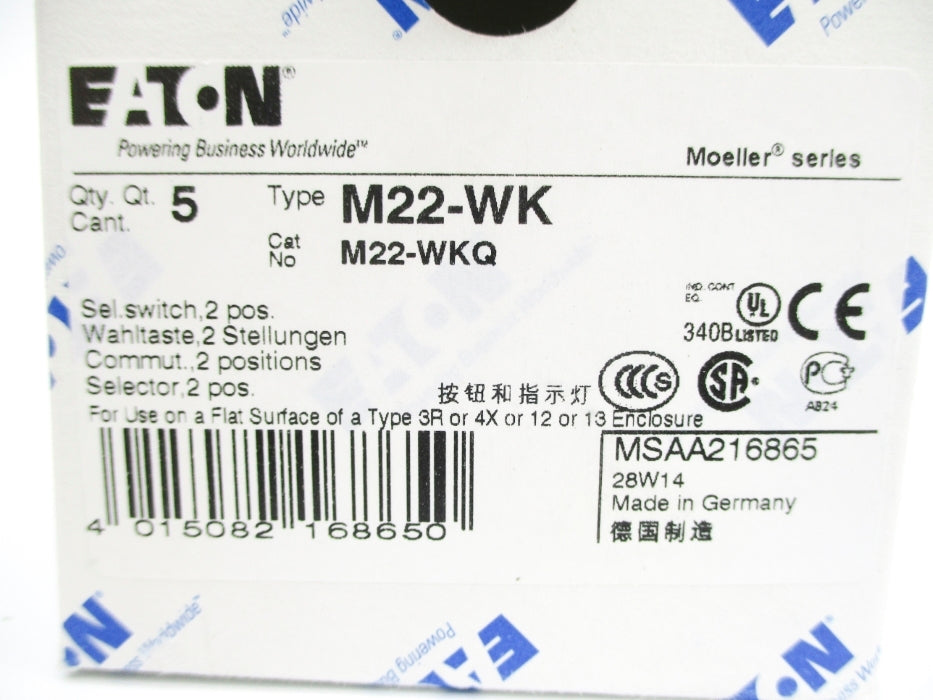 EATON®
Powering Business Worldwide™
Moeller® series
Qty. Qt. 5
Cant.
Type M22-WK
Cat No M22-WKQ
Sel.switch,2 pos.
Wahltaste,2 Stellungen
Commut.,2 positions
Selector.,2 pos.
IND. CONT. EQ.
UL
340B LISTED
CE
按钮和指示灯
CCC S
SA
PC
AB24
For Use on a Flat Surface of a Type 3R or 4X or 12 or 13 Enclosure
MSAA216865
28W14
Made in Germany
德国制造
4 015082 168650